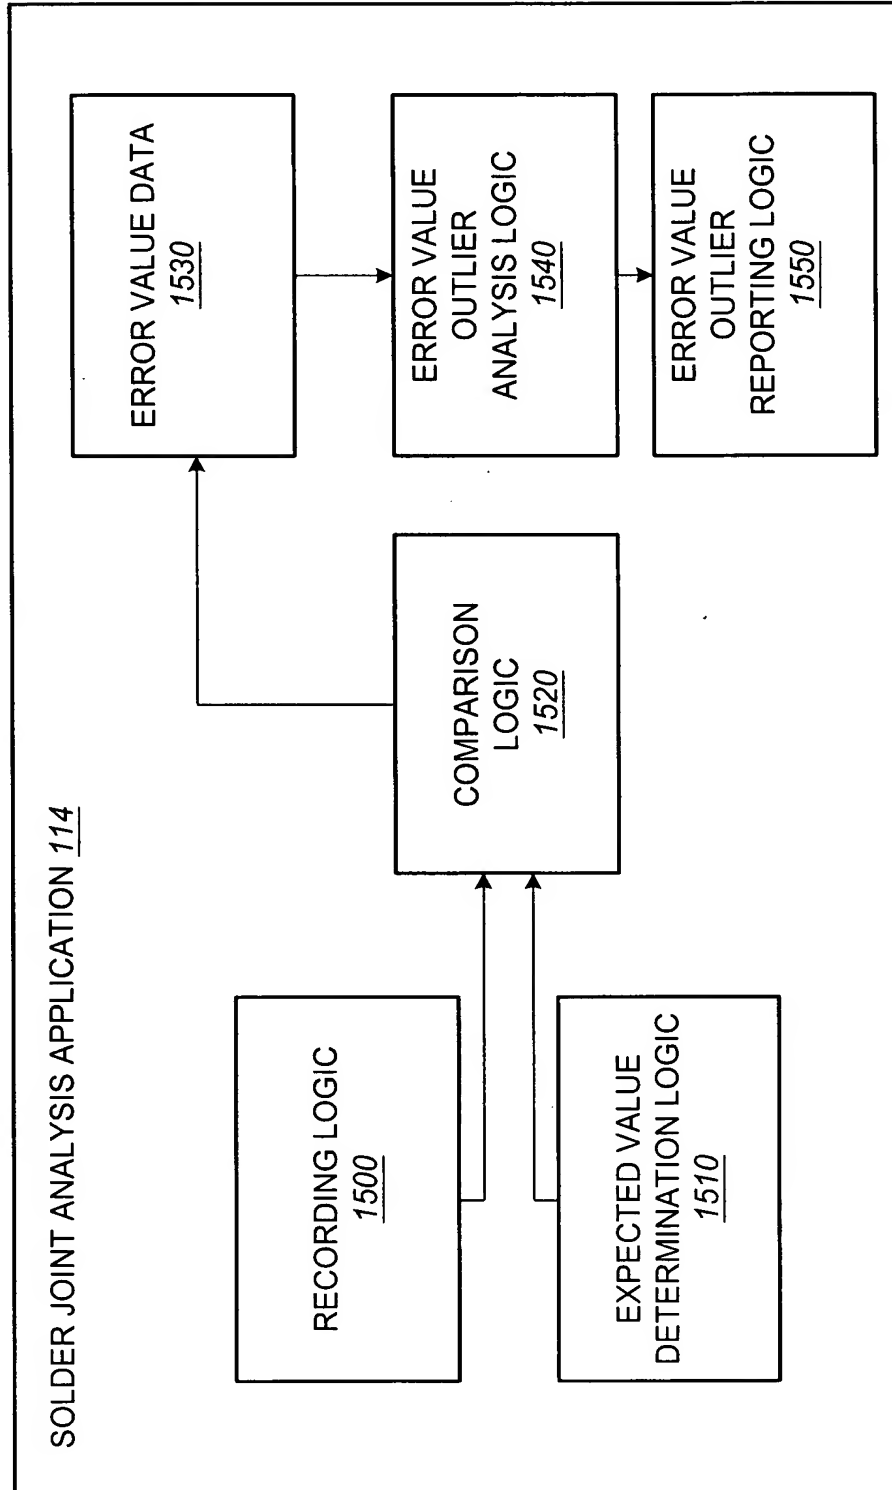 SOLDER JOINT ANALYSIS APPLICATION 114
RECORDING LOGIC
1500
EXPECTED VALUE
DETERMINATION LOGIC
1510
COMPARISON
LOGIC
1520
ERROR VALUE DATA
1530
ERROR VALUE
OUTLIER
ANALYSIS LOGIC
1540
ERROR VALUE
OUTLIER
REPORTING LOGIC
1550